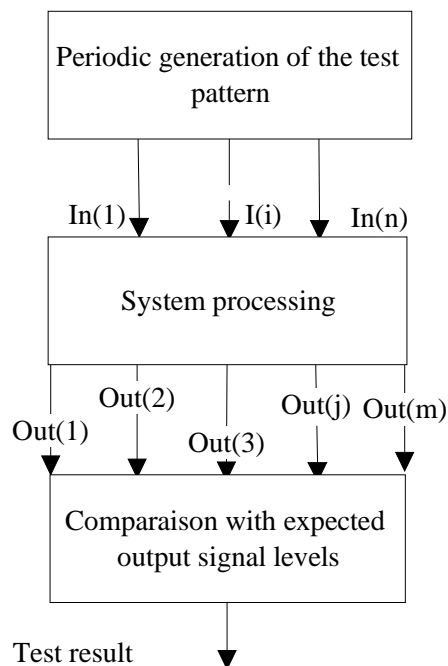 Periodic generation of the test
pattern
In(1)
I(i)
In(n)
System processing
Out(1)
Out(2)
Out(3)
Out(j)
Out(m)
Comparaison with expected
output signal levels
Test result